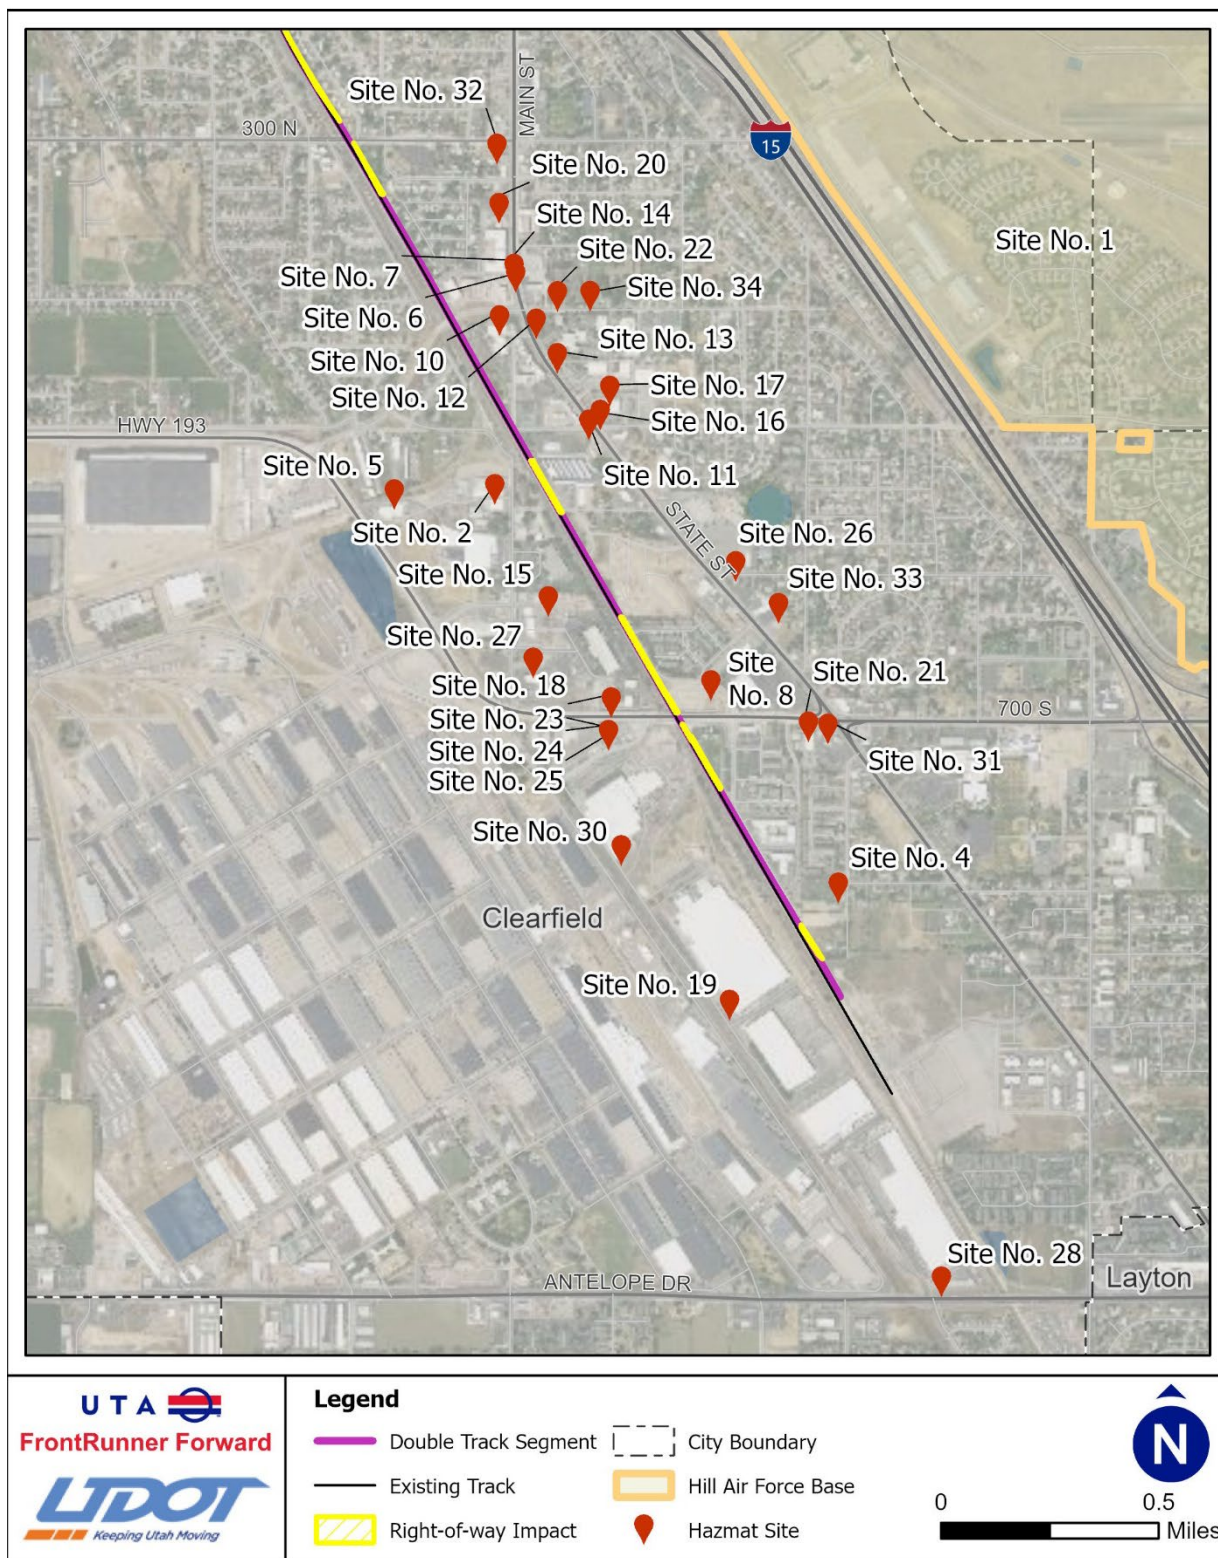 Site No. 32
MAIN ST
300 N
15
Site No. 20
Site No. 14
Site No. 1
Site No. 22
Site No. 7
Site No. 34
Site No. 6
Site No. 13
Site No. 10
Site No. 17
Site No. 12
Site No. 16
HWY 193
Site No. 5
Site No. 11
Site No. 2
STATE ST
Site No. 26
Site No. 15
Site No. 33
Site No. 27
Site
No. 8
Site No. 21
Site No. 18
700 S
Site No. 23
Site No. 24
Site No. 31
Site No. 25
Site No. 30
Site No. 4
Clearfield
Site No. 19
Site No. 28
Layton
ANTELOPE DR
UTA
FrontRunner Forward
UDOT
Keeping Utah Moving
Legend
Double Track Segment
City Boundary
Existing Track
Hill Air Force Base
Right-of-way Impact
Hazmat Site
N
0 0.5
Miles